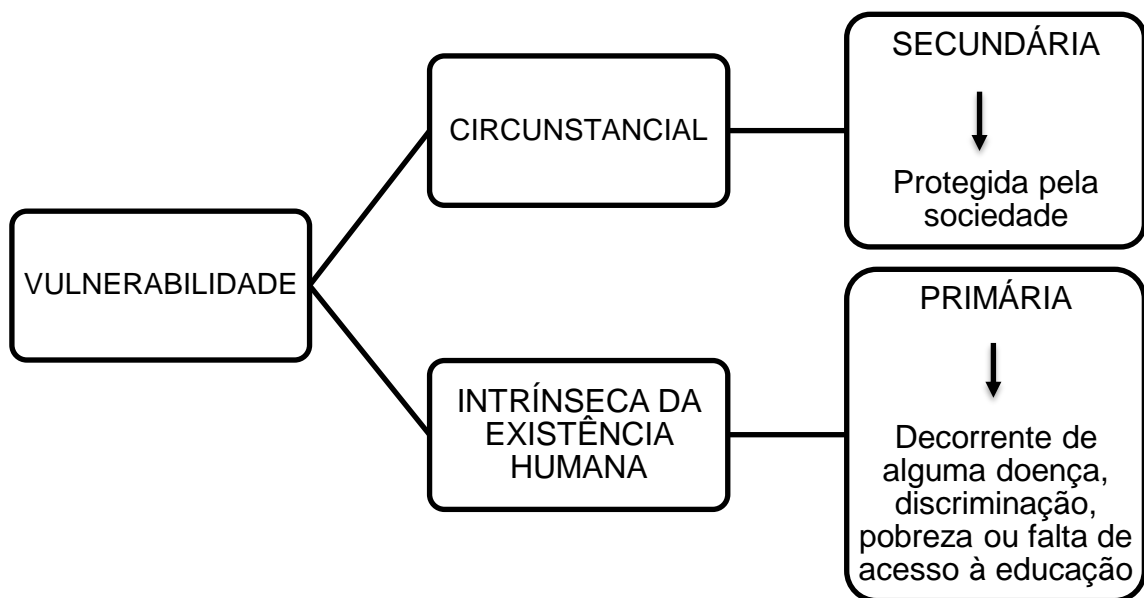 VULNERABILIDADE
CIRCUNSTANCIAL
SECUNDÁRIA
Protegida pela
sociedade
INTRÍNSECA DA
EXISTÊNCIA
HUMANA
PRIMÁRIA
Decorrente de
alguma doença,
discriminação,
pobreza ou falta de
acesso à educação